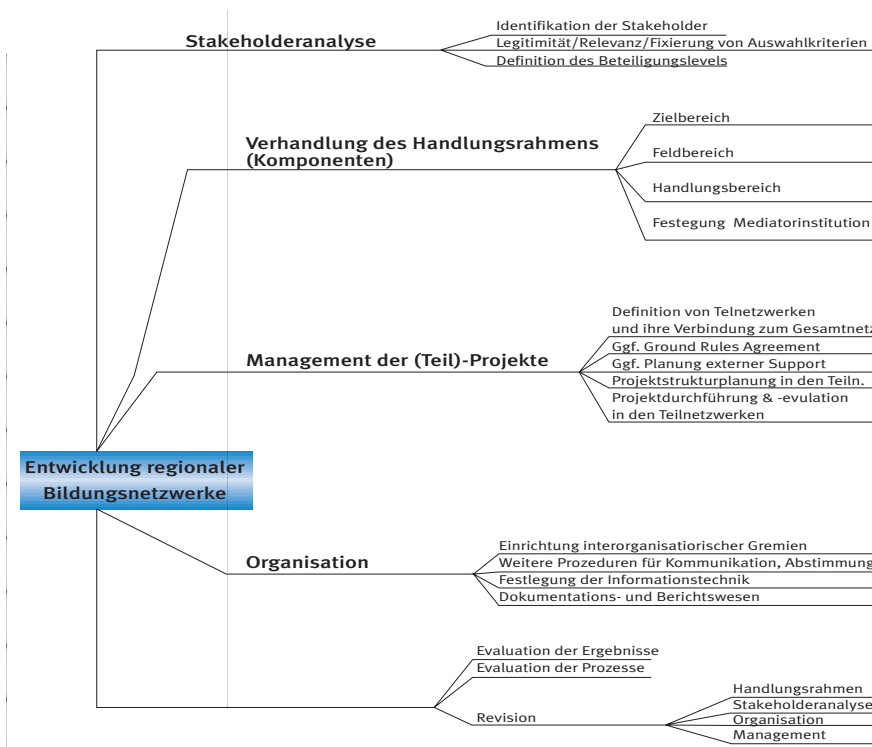 Stakeholderanalyse
Identifikation der Stakeholder
Legitimität/Relevanz/Fixierung von Auswahlkriterien
Definition des Beteiligungslevels
Verhandlung des Handlungsrahmens
(Komponenten)
Zielbereich
Feldbereich
Handlungsbereich
Festegung Mediatorinstitution
Management der (Teil)-Projekte
Definition von Telnetzwerken
und ihre Verbindung zum Gesamtnetz
Ggf. Ground Rules Agreement
Ggf. Planung externer Support
Projektstrukturplanung in den Teiln.
Projektdurchführung & -evulation
in den Teilnetzwerken
Entwicklung regionaler
Bildungsnetzwerke
Organisation
Einrichtung interorganisatiorischer Gremien
Weitere Prozeduren für Kommunikation, Abstimmung
Festlegung der Informationstechnik
Dokumentations- und Berichtswesen
Evaluation der Ergebnisse
Evaluation der Prozesse
Revision
Handlungsrahmen
Stakeholderanalyse
Organisation
Management